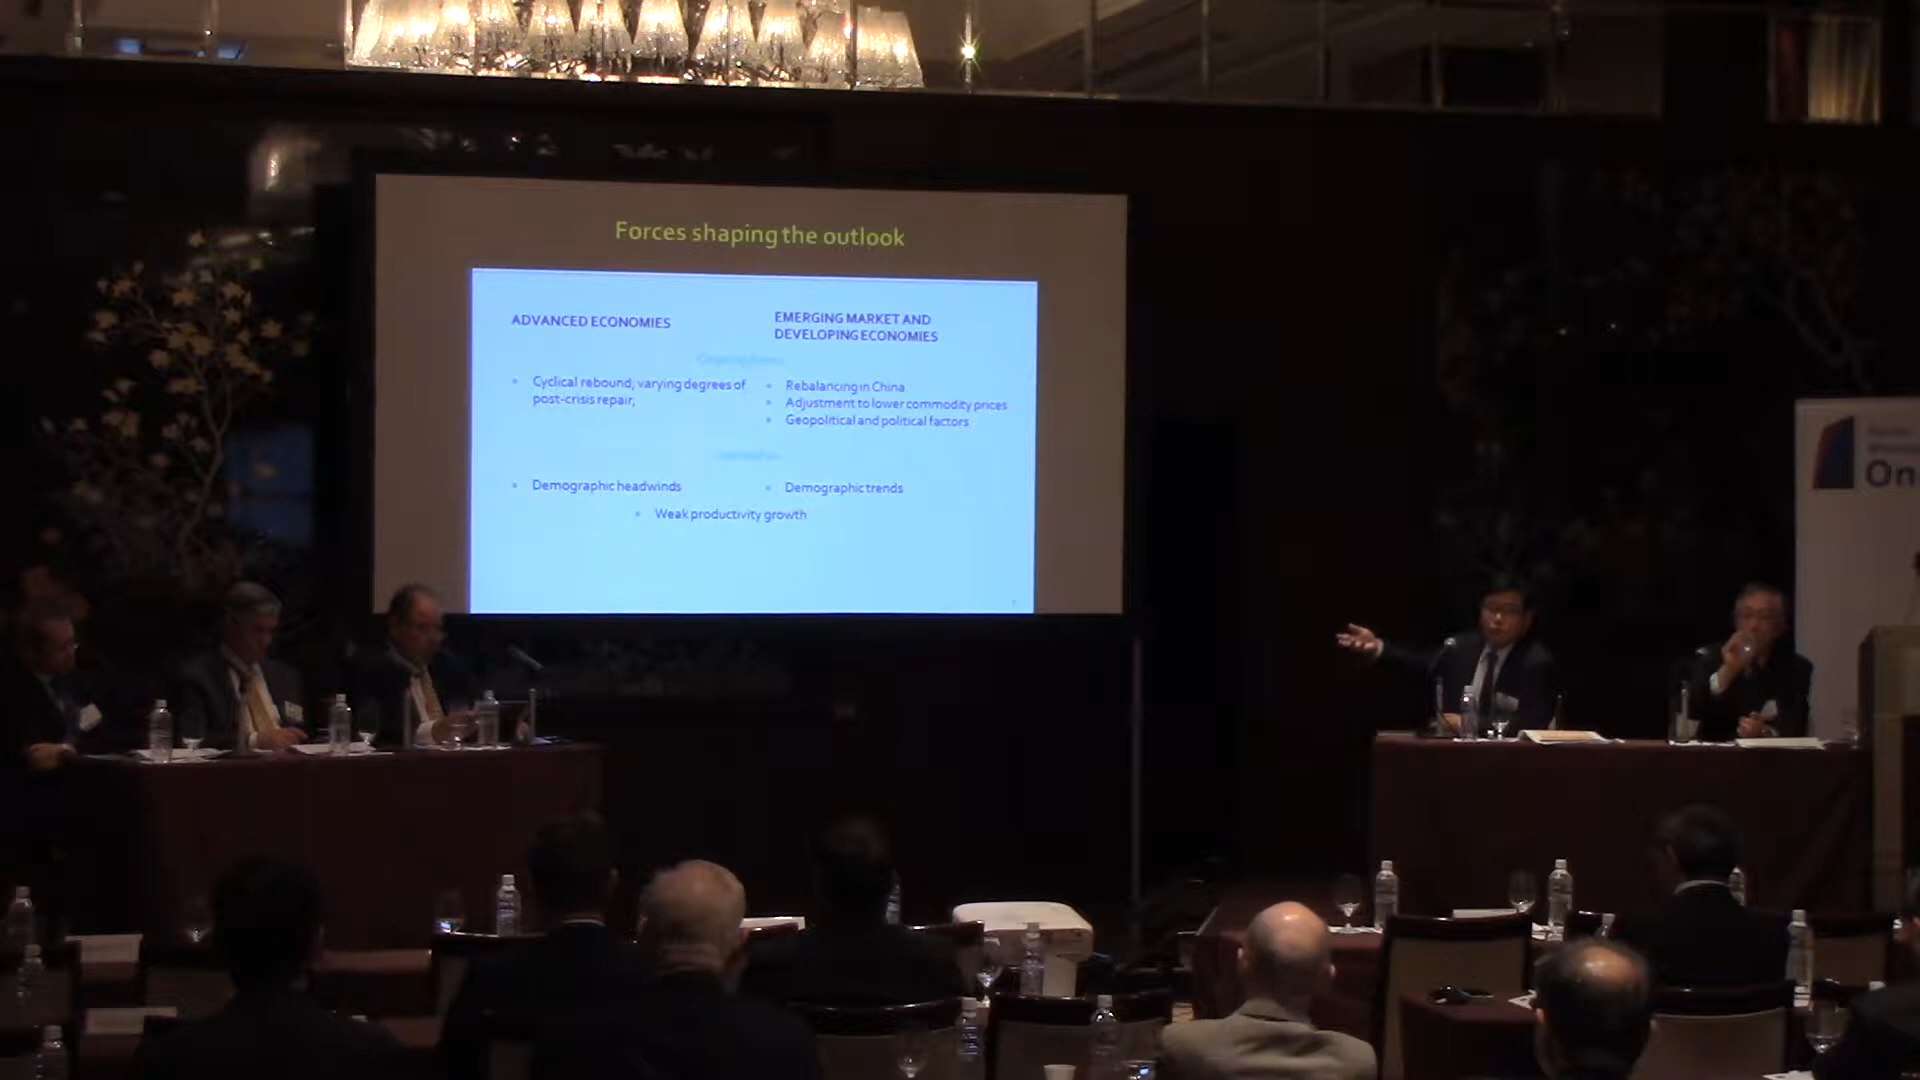 Forces shaping the outlook
ADVANCED ECONOMIES
EMERGING MARKET AND
DEVELOPING ECONOMIES
Cyclical rebound; varying degrees of
post-crisis repair;
• Rebalancing in China
• Adjustment to lower commodity prices
• Geopolitical and political factors
• Demographic headwinds
• Demographic trends
• Weak productivity growth